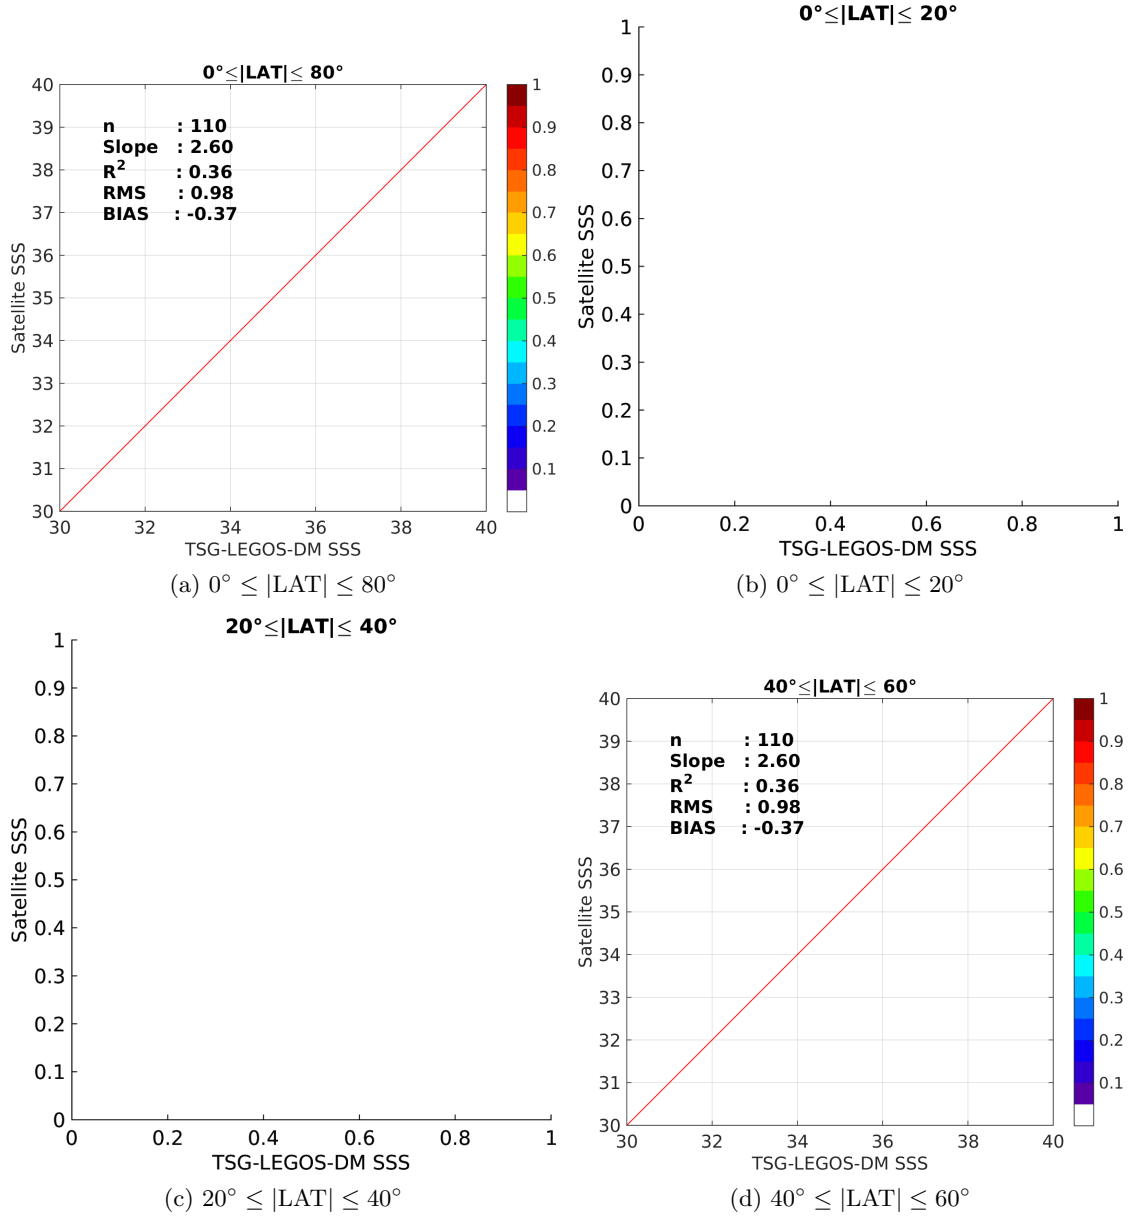 0°≤|LAT|≤ 80°
40
39
38
37
36
35
34
33
32
31
30
30 32 34 36 38 40
Satellite SSS
TSG-LEGOS-DM SSS
n : 110
Slope : 2.60
R² : 0.36
RMS : 0.98
BIAS : -0.37
1
0.9
0.8
0.7
0.6
0.5
0.4
0.3
0.2
0.1
(a) 0° ≤ |LAT| ≤ 80°
0°≤|LAT|≤ 20°
1
0.9
0.8
0.7
0.6
0.5
0.4
0.3
0.2
0.1
0
0 0.2 0.4 0.6 0.8 1
Satellite SSS
TSG-LEGOS-DM SSS
(b) 0° ≤ |LAT| ≤ 20°
20°≤|LAT|≤ 40°
1
0.9
0.8
0.7
0.6
0.5
0.4
0.3
0.2
0.1
0
0 0.2 0.4 0.6 0.8 1
Satellite SSS
TSG-LEGOS-DM SSS
(c) 20° ≤ |LAT| ≤ 40°
40°≤|LAT|≤ 60°
40
39
38
37
36
35
34
33
32
31
30
30 32 34 36 38 40
Satellite SSS
TSG-LEGOS-DM SSS
n : 110
Slope : 2.60
R² : 0.36
RMS : 0.98
BIAS : -0.37
1
0.9
0.8
0.7
0.6
0.5
0.4
0.3
0.2
0.1
(d) 40° ≤ |LAT| ≤ 60°